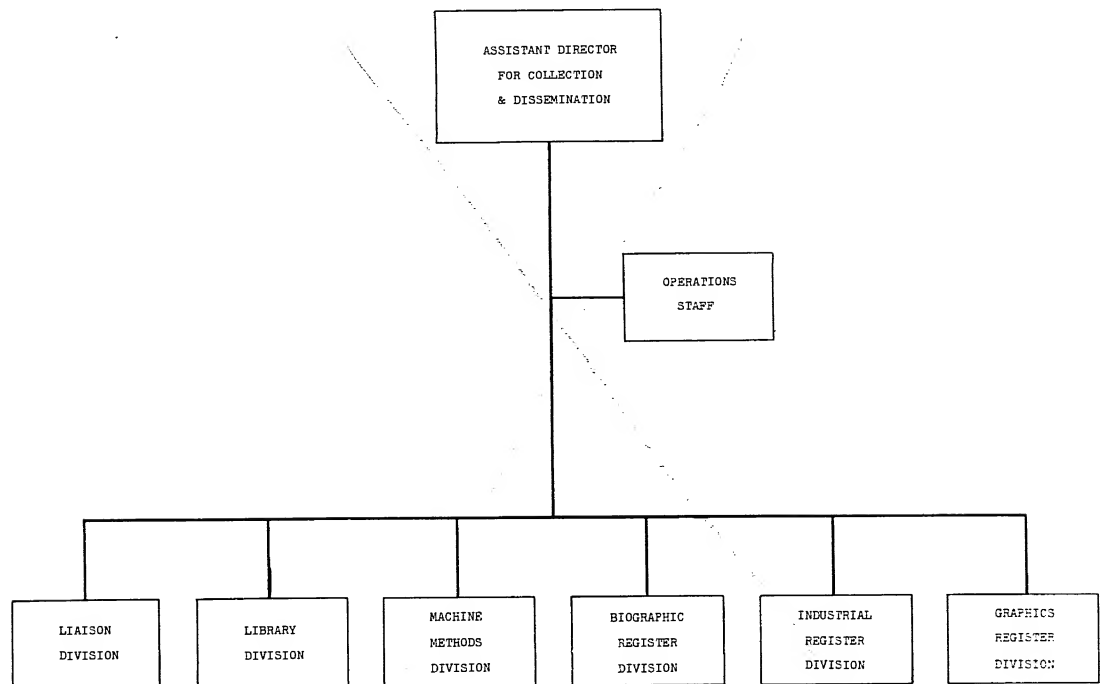 ASSISTANT DIRECTOR
FOR COLLECTION
& DISSEMINATION
OPERATIONS
STAFF
LIAISON
DIVISION
LIBRARY
DIVISION
MACHINE
METHODS
DIVISION
BIOGRAPHIC
REGISTER
DIVISION
INDUSTRIAL
REGISTER
DIVISION
GRAPHICS
REGISTER
DIVISION